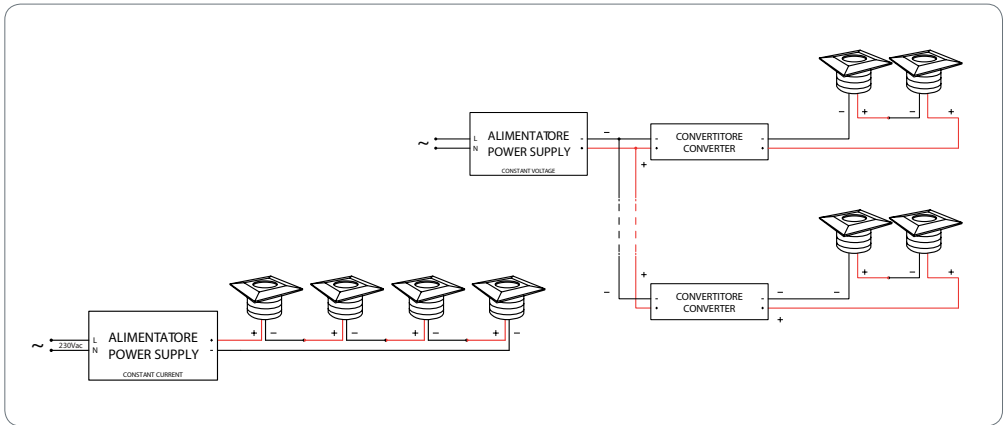 ~
L
N
ALIMENTATORE
POWER SUPPLY
CONSTANT VOLTAGE
-
+
−
+
-
+
CONVERTITORE
CONVERTER
-
+
−
+
−
+
−
+
-
+
CONVERTITORE
CONVERTER
-
+
−
+
−
+
−
+
~
230Vac
L
N
ALIMENTATORE
POWER SUPPLY
CONSTANT CURRENT
+
-
+ −
+ −
+ −
+ −